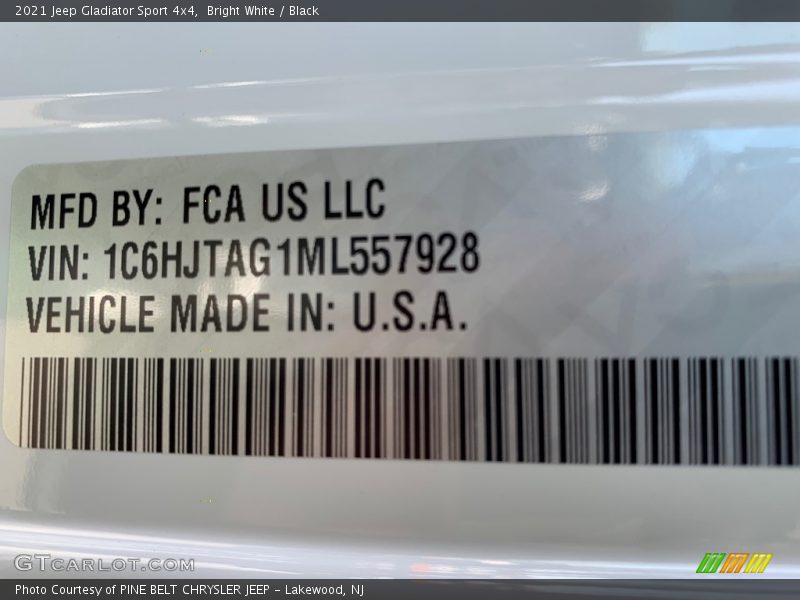 2021 Jeep Gladiator Sport 4x4,  Bright White / Black
MFD BY: FCA US LLC
VIN: 1C6HJTAG1ML557928
VEHICLE MADE IN: U.S.A.
GTCARLOT.COM
Photo Courtesy of PINE BELT CHRYSLER JEEP - Lakewood, NJ